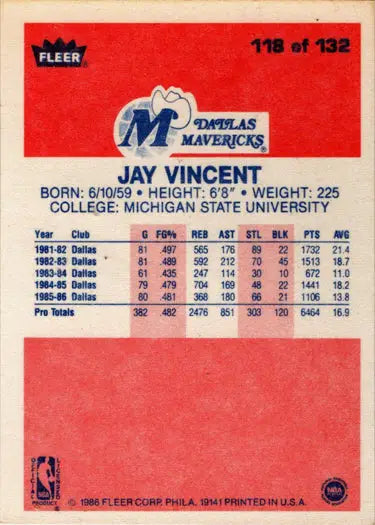 FLEER®
118 of 132
M DALLAS
MAVERICKS®
JAY VINCENT
BORN: 6/10/59 • HEIGHT: 6'8" • WEIGHT: 225
COLLEGE: MICHIGAN STATE UNIVERSITY
Year Club G FG% REB AST STL BLK PTS AVG
1981-82 Dallas 81 .497 565 176 89 22 1732 21.4
1982-83 Dallas 81 .489 592 212 70 45 1513 18.7
1983-84 Dallas 61 .435 247 114 30 10 672 11.0
1984-85 Dallas 79 .479 704 169 48 22 1441 18.2
1985-86 Dallas 80 .481 368 180 66 21 1106 13.8
Pro Totals 382 .482 2476 851 303 120 6464 16.9
OFFICIAL LICENSED
NBA
PRODUCT
NBA
© 1986 FLEER CORP. PHILA. 19141 PRINTED IN U.S.A.